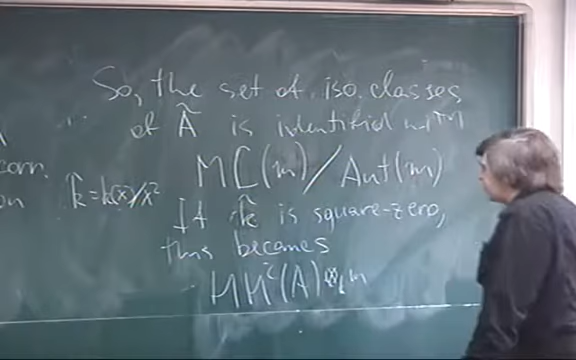 So, the set of iso. classes
of Ã is identified with
corr.
on
k̃ = k[x]/x²
MC(m)/Aut(m)
If k̃ is square-zero,
this becomes
(A)